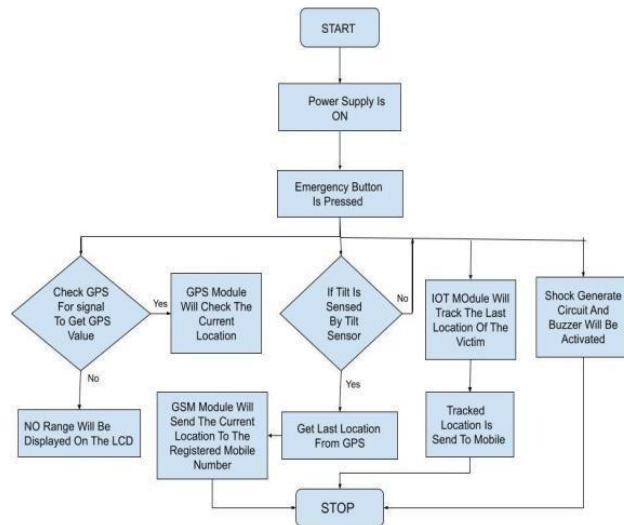 START
Power Supply Is
ON
Emergency Button
Is Pressed
Check GPS
For signal
To Get GPS
Value
Yes
GPS Module
Will Check The
Current
Location
If Tilt Is
Sensed
By Tilt
Sensor
No
IOT MOdule Will
Track The Last
Location Of The
Victim
Shock Generate
Circuit And
Buzzer Will Be
Activated
No
Yes
NO Range Will Be
Displayed On The LCD
GSM Module Will
Send The Current
Location To The
Registered Mobile
Number
Get Last Location
From GPS
Tracked
Location Is
Send To Mobile
STOP